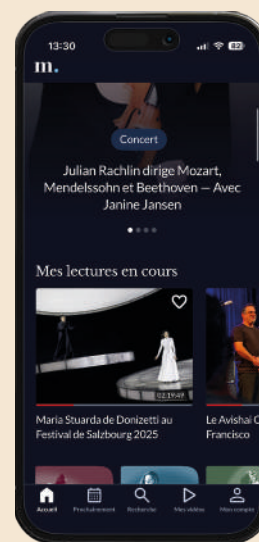 13:30
82
m.
Concert
Julian Rachlin dirige Mozart,
Mendelssohn et Beethoven — Avec
Janine Jansen
Mes lectures en cours
02:19:49
Maria Stuarda de Donizetti au
Festival de Salzbourg 2025
Le Avishai C
Francisco
Accueil
Prochainement
Recherche
Mes vidéos
Mon compte